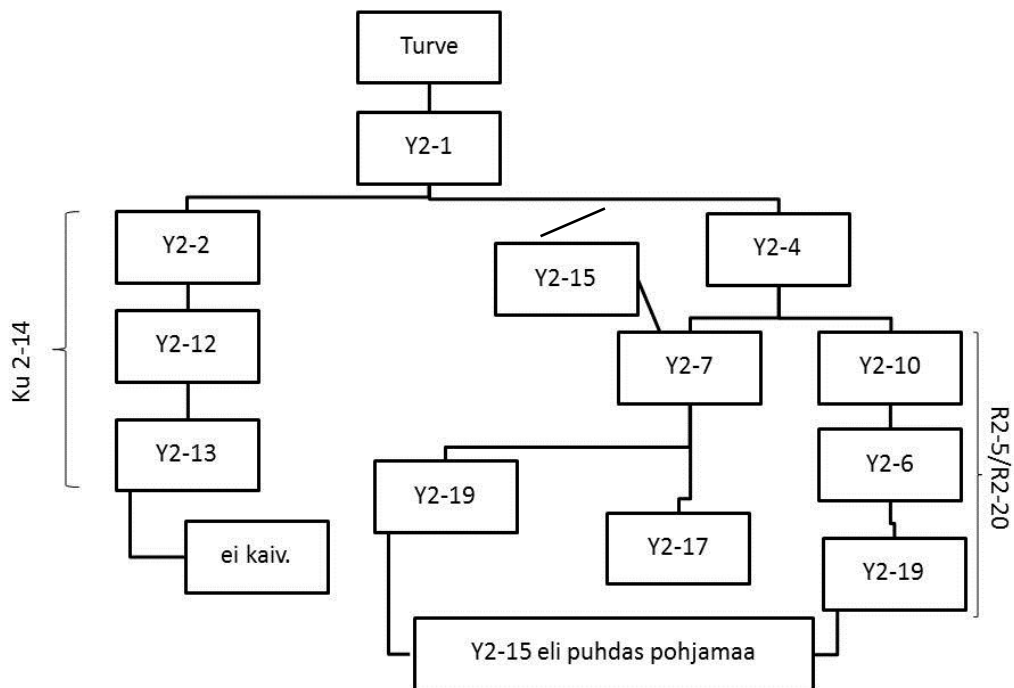 Turve
Y2-1
Y2-2
Y2-4
Y2-15
Ku 2-14
Y2-12
Y2-7
Y2-10
Y2-13
Y2-6
R2-5/R2-20
Y2-19
Y2-17
ei kaiv.
Y2-19
Y2-15 eli puhdas pohjamaa